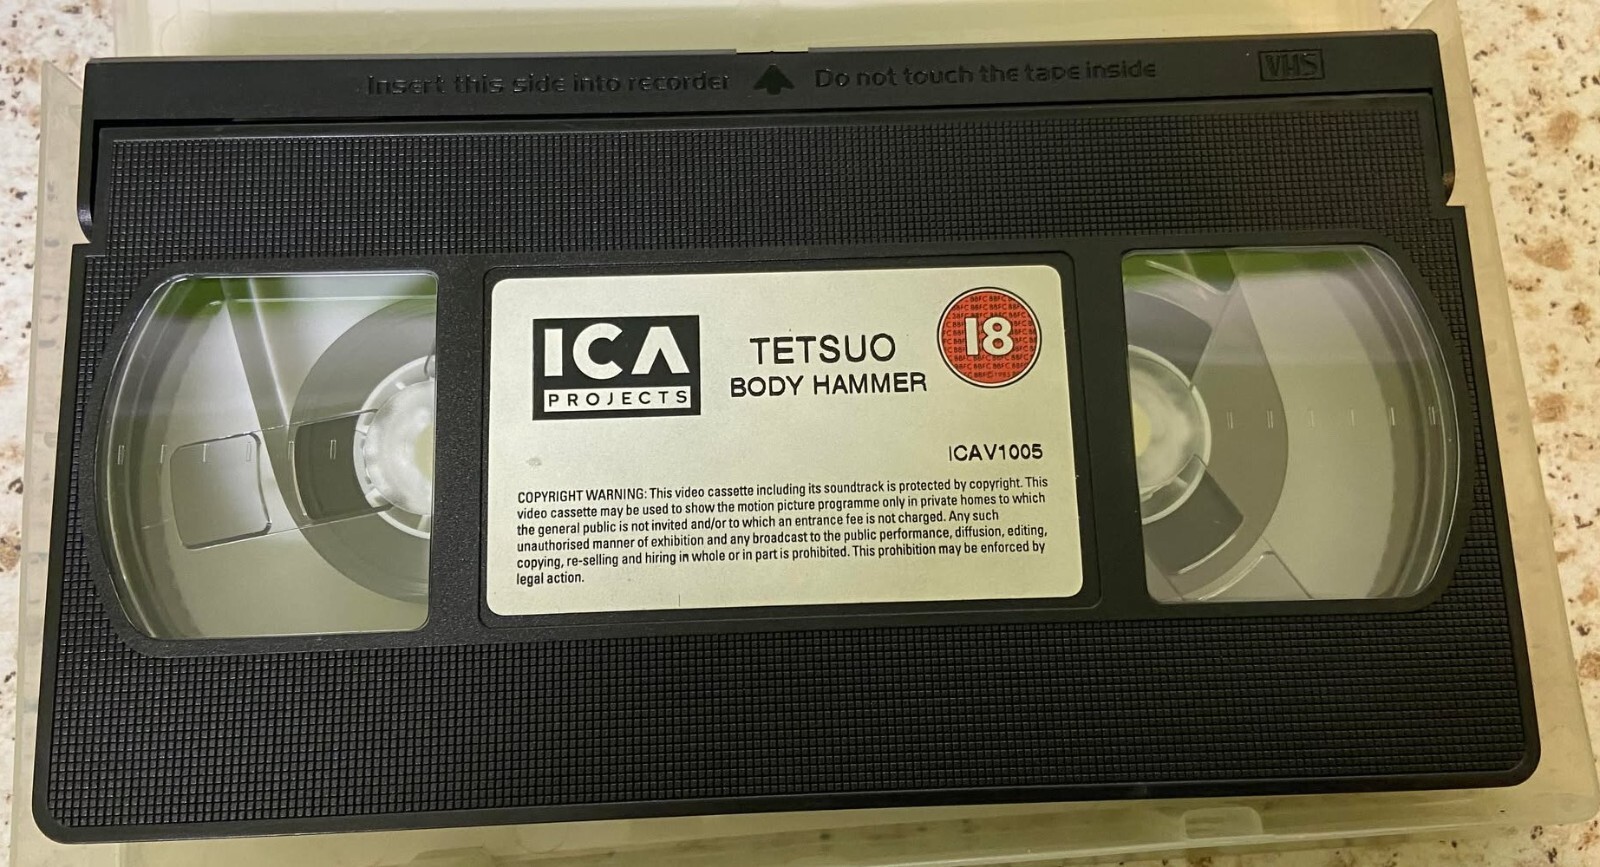 Insert this side into recorder Do not touch the tape inside VHS
ICA
PROJECTS
TETSUO
BODY HAMMER
18
ICAV1005
COPYRIGHT WARNING: This video cassette including its soundtrack is protected by copyright. This
video cassette may be used to show the motion picture programme only in private homes to which
the general public is not invited and/or to which an entrance fee is not charged. Any such
unauthorised manner of exhibition and any broadcast to the public performance, diffusion, editing,
copying, re-selling and hiring in whole or in part is prohibited. This prohibition may be enforced by
legal action.